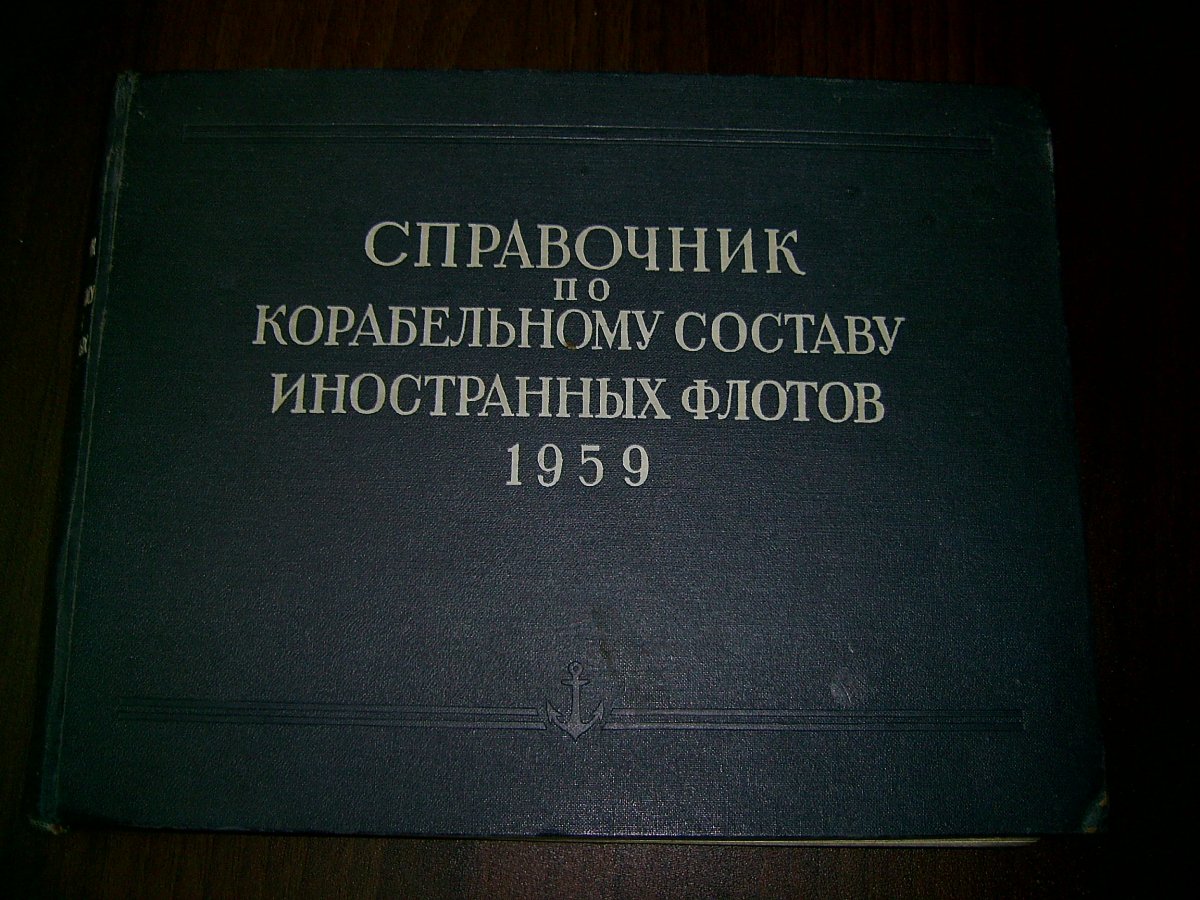 СПРАВОЧНИК
ПО
КОРАБЕЛЬНОМУ СОСТАВУ
ИНОСТРАННЫХ ФЛОТОВ
1959